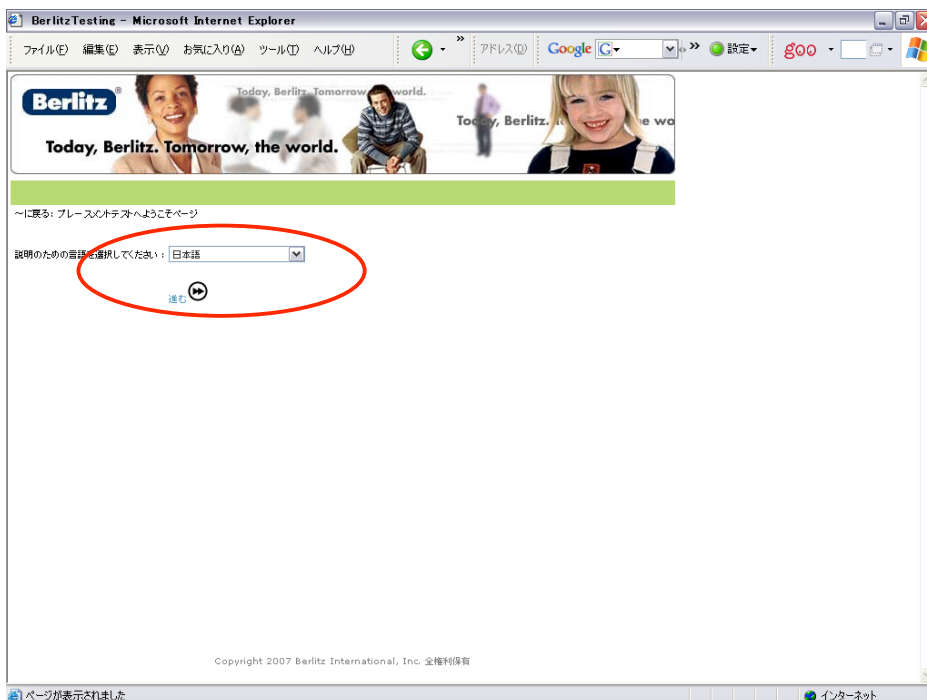 BerlitzTesting - Microsoft Internet Explorer
ファイル(F) 編集(E) 表示(V) お気に入り(A) ツール(T) ヘルプ(H) » アドレス(D) Google G » 設定 goo
Berlitz®
Today, Berlitz. Tomorrow, the world.
Today, Berlitz. Tomorrow world.
Today, Berlitz.
e wo
~に戻る: プレースメントテストへようこそページ
説明のための言語を選択してください : 日本語
進む
Copyright 2007 Berlitz International, Inc. 全権利保有
ページが表示されました インターネット